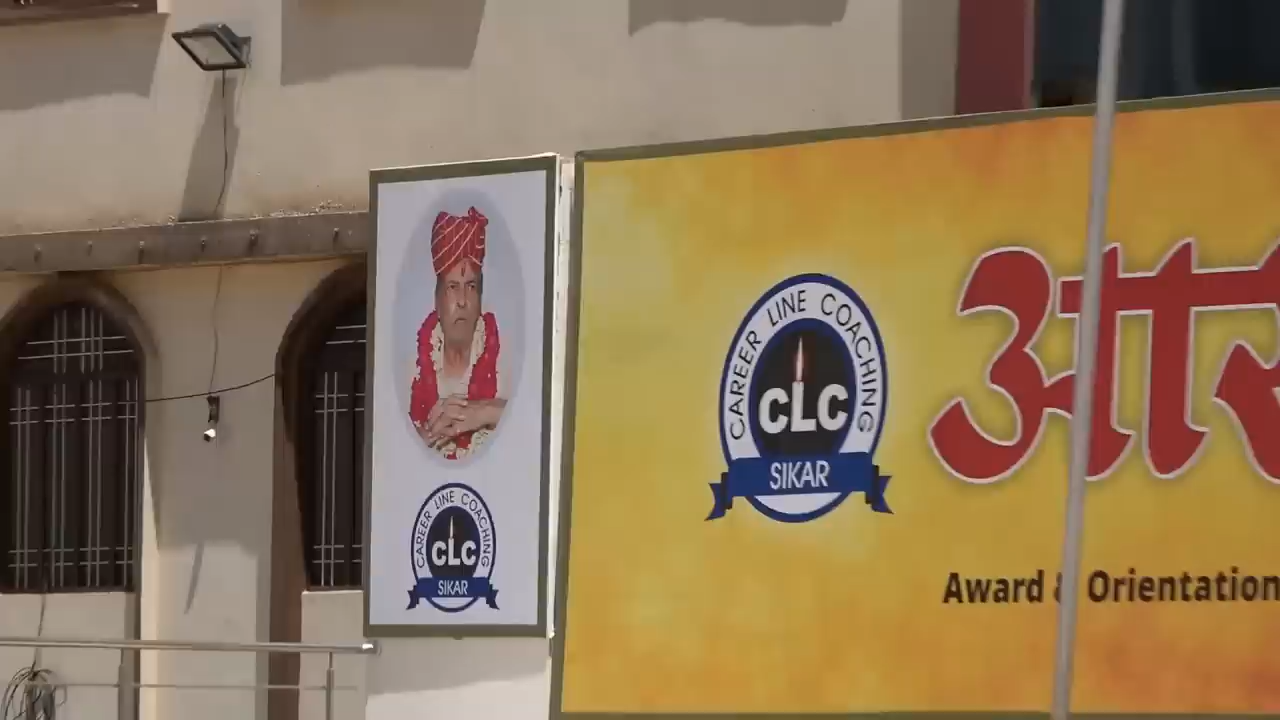 CAREER LINE COACHING
CLC
SIKAR
CAREER LINE COACHING
CLC
SIKAR
Award & Orientation